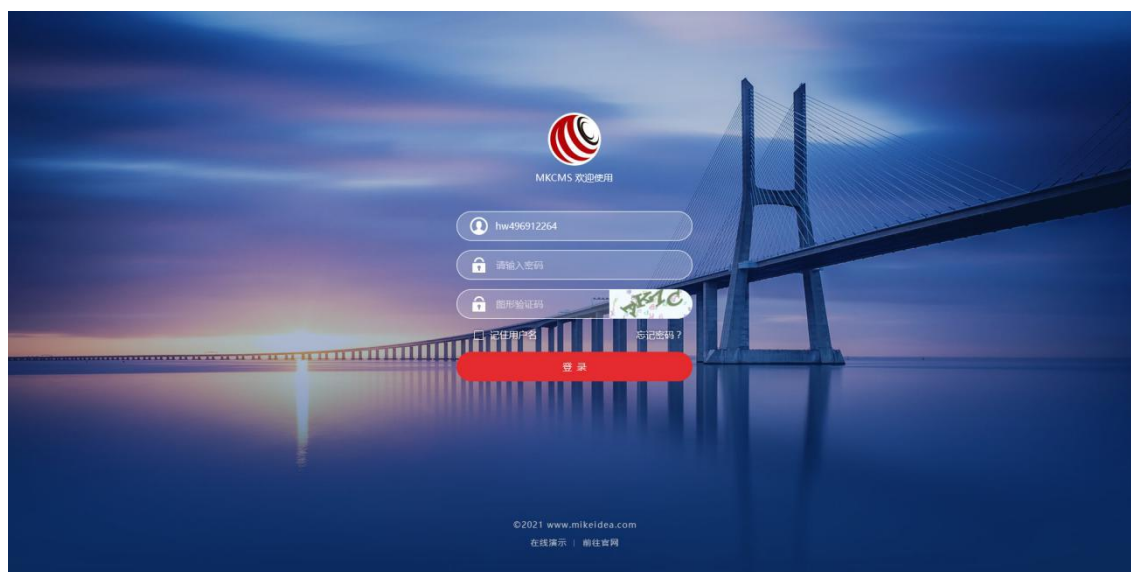 MKCMS 欢迎使用
hw496912264
请输入密码
图形验证码
记住用户名 忘记密码？
登 录
©2021 www.mikeidea.com
在线演示 | 前往官网